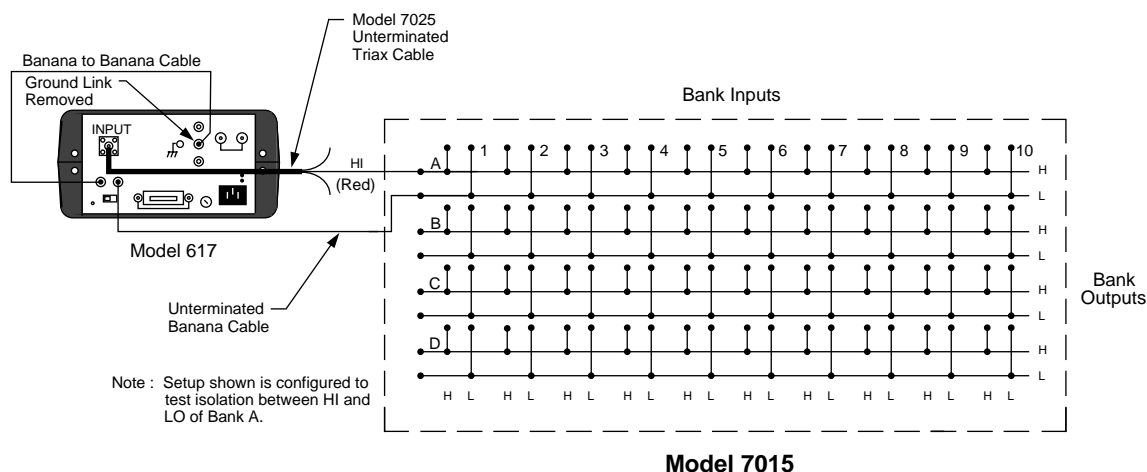 Model 7025
Unterminated
Triax Cable
Banana to Banana Cable
Ground Link
Removed
Bank Inputs
INPUT
HI
(Red)
A 1 2 3 4 5 6 7 8 9 10 H
L
B H
L
Model 617
C H
L
Bank
Outputs
Unterminated
Banana Cable
D H
L
Note : Setup shown is configured to
test isolation between HI and
LO of Bank A.
H L H L H L H L H L H L H L H L H L H L
Model 7015